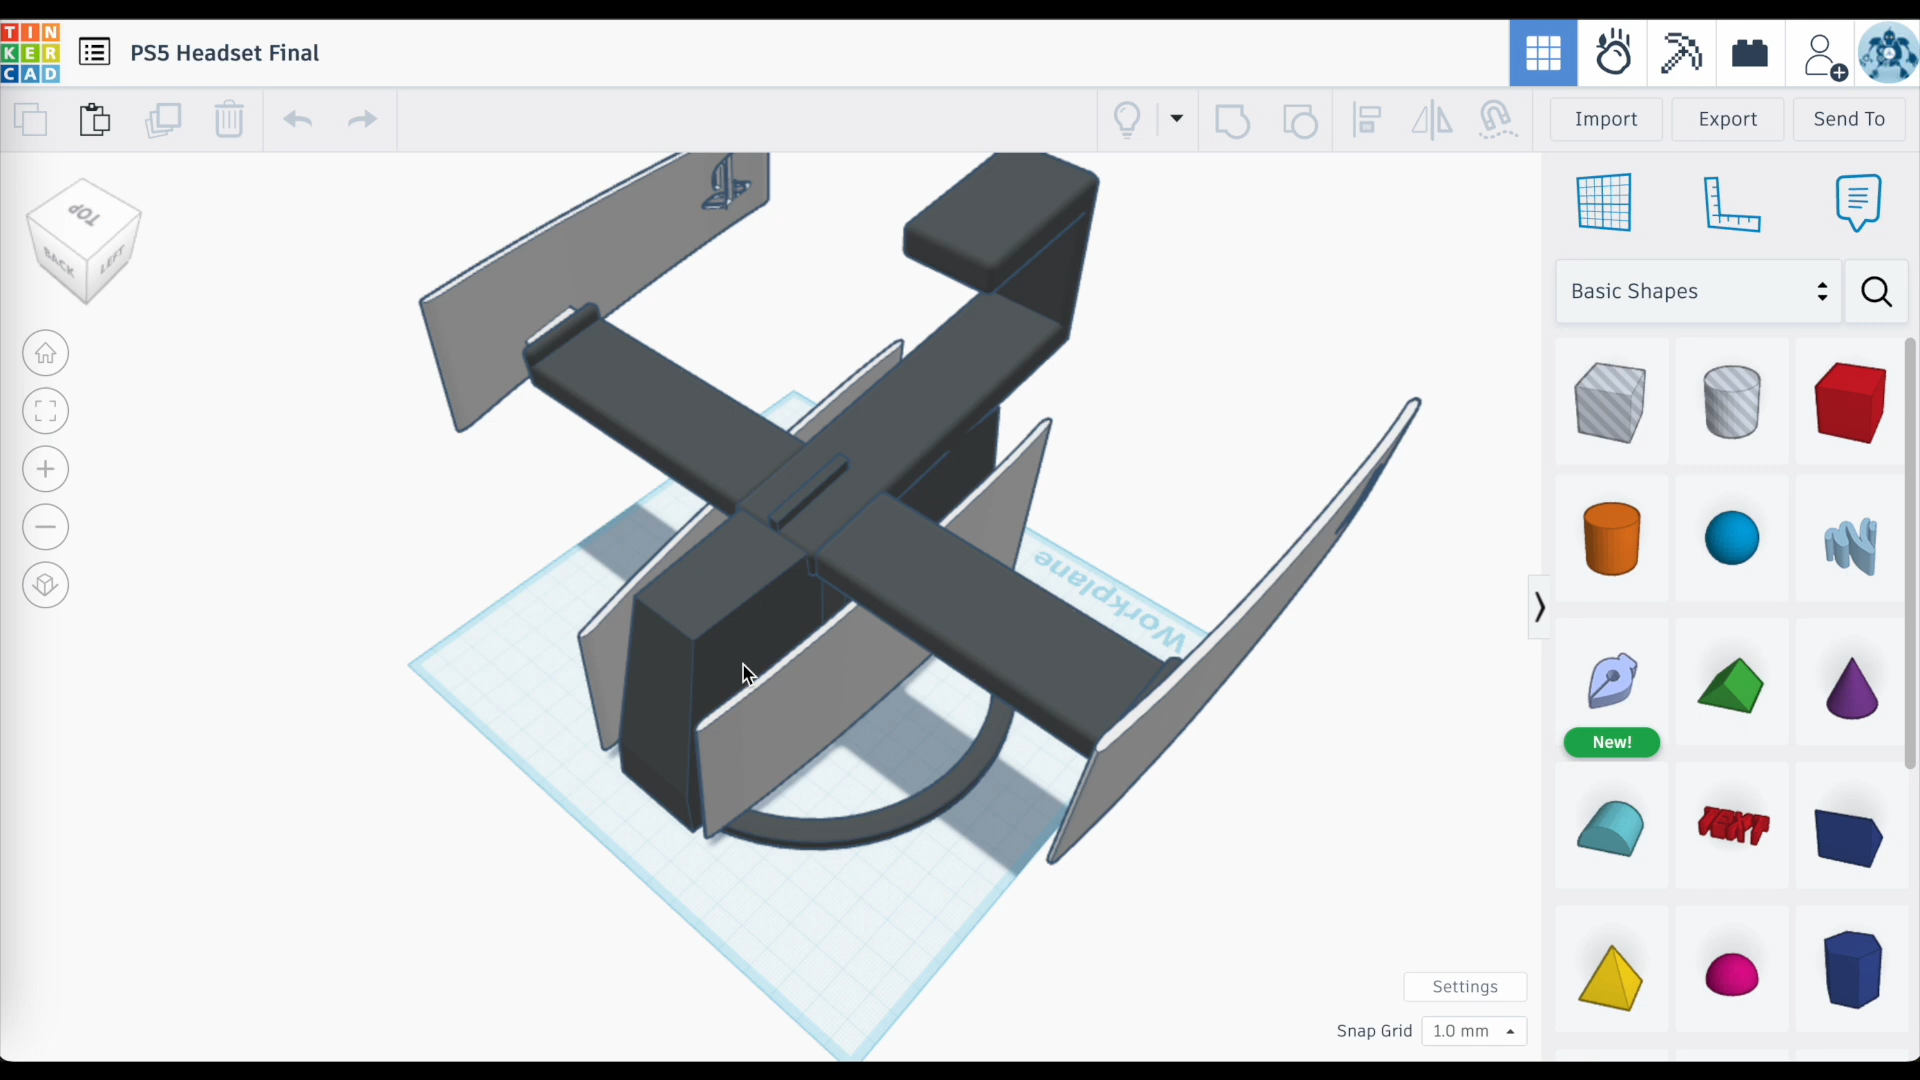 TIN
KER
CAD
PS5 Headset Final
Import
Export
Send To
TOP
BACK
LEFT
Basic Shapes
Workplane
New!
TEXT
Settings
Snap Grid
1.0 mm